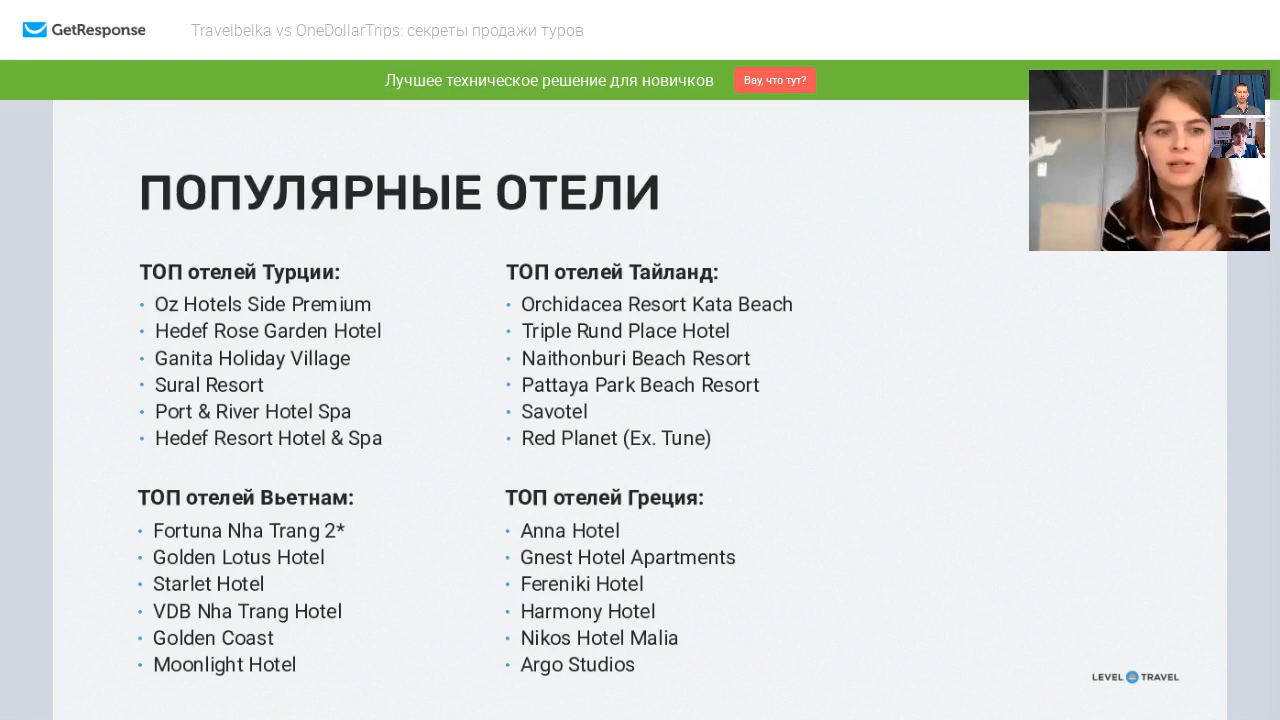 GetResponse
Travelbelka vs OneDollarTrips: секреты продажи туров
Лучшее техническое решение для новичков
Вау, что тут?
ПОПУЛЯРНЫЕ ОТЕЛИ
ТОП отелей Турции:
• Oz Hotels Side Premium
• Hedef Rose Garden Hotel
• Ganita Holiday Village
• Sural Resort
• Port & River Hotel Spa
• Hedef Resort Hotel & Spa
ТОП отелей Тайланд:
• Orchidacea Resort Kata Beach
• Triple Rund Place Hotel
• Naithonburi Beach Resort
• Pattaya Park Beach Resort
• Savotel
• Red Planet (Ex. Tune)
ТОП отелей Вьетнам:
• Fortuna Nha Trang 2*
• Golden Lotus Hotel
• Starlet Hotel
• VDB Nha Trang Hotel
• Golden Coast
• Moonlight Hotel
ТОП отелей Греция:
• Anna Hotel
• Gnest Hotel Apartments
• Fereniki Hotel
• Harmony Hotel
• Nikos Hotel Malia
• Argo Studios
LEVEL TRAVEL